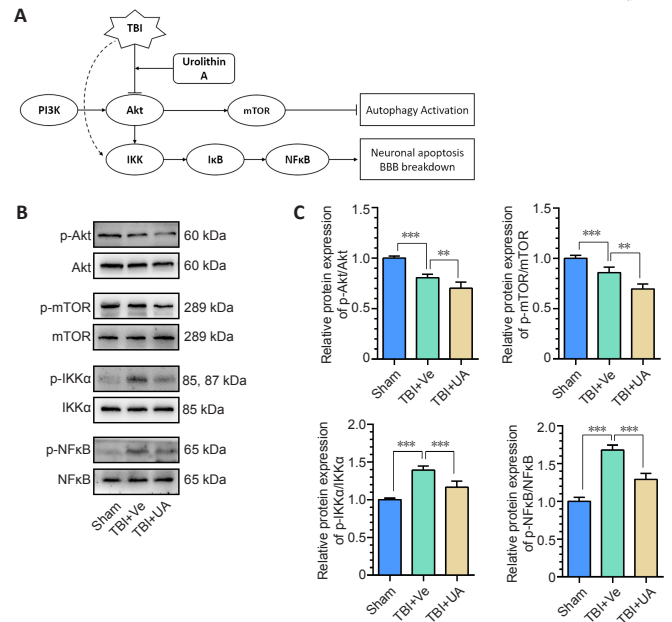 A
TBI
Urolithin
A
PI3K
Akt
mTOR
Autophagy Activation
IKK
IκB
NFκB
Neuronal apoptosis
BBB breakdown
B
p-Akt
60 kDa
Akt
60 kDa
p-mTOR
289 kDa
mTOR
289 kDa
p-IKKα
85, 87 kDa
IKKα
85 kDa
p-NFκB
65 kDa
NFκB
65 kDa
Sham
TBI+Ve
TBI+UA
C
Relative protein expression
of p-Akt/Akt
1.5
1.0
0.5
0
***
**
Sham
TBI+Ve
TBI+UA
Relative protein expression
of p-mTOR/mTOR
1.5
1.0
0.5
0
***
**
Sham
TBI+Ve
TBI+UA
Relative protein expression
of p-IKKα/IKKα
2.0
1.5
1.0
0.5
0
***
***
Sham
TBI+Ve
TBI+UA
Relative protein expression
of p-NFκB/NFκB
2.0
1.5
1.0
0.5
0
***
***
Sham
TBI+Ve
TBI+UA